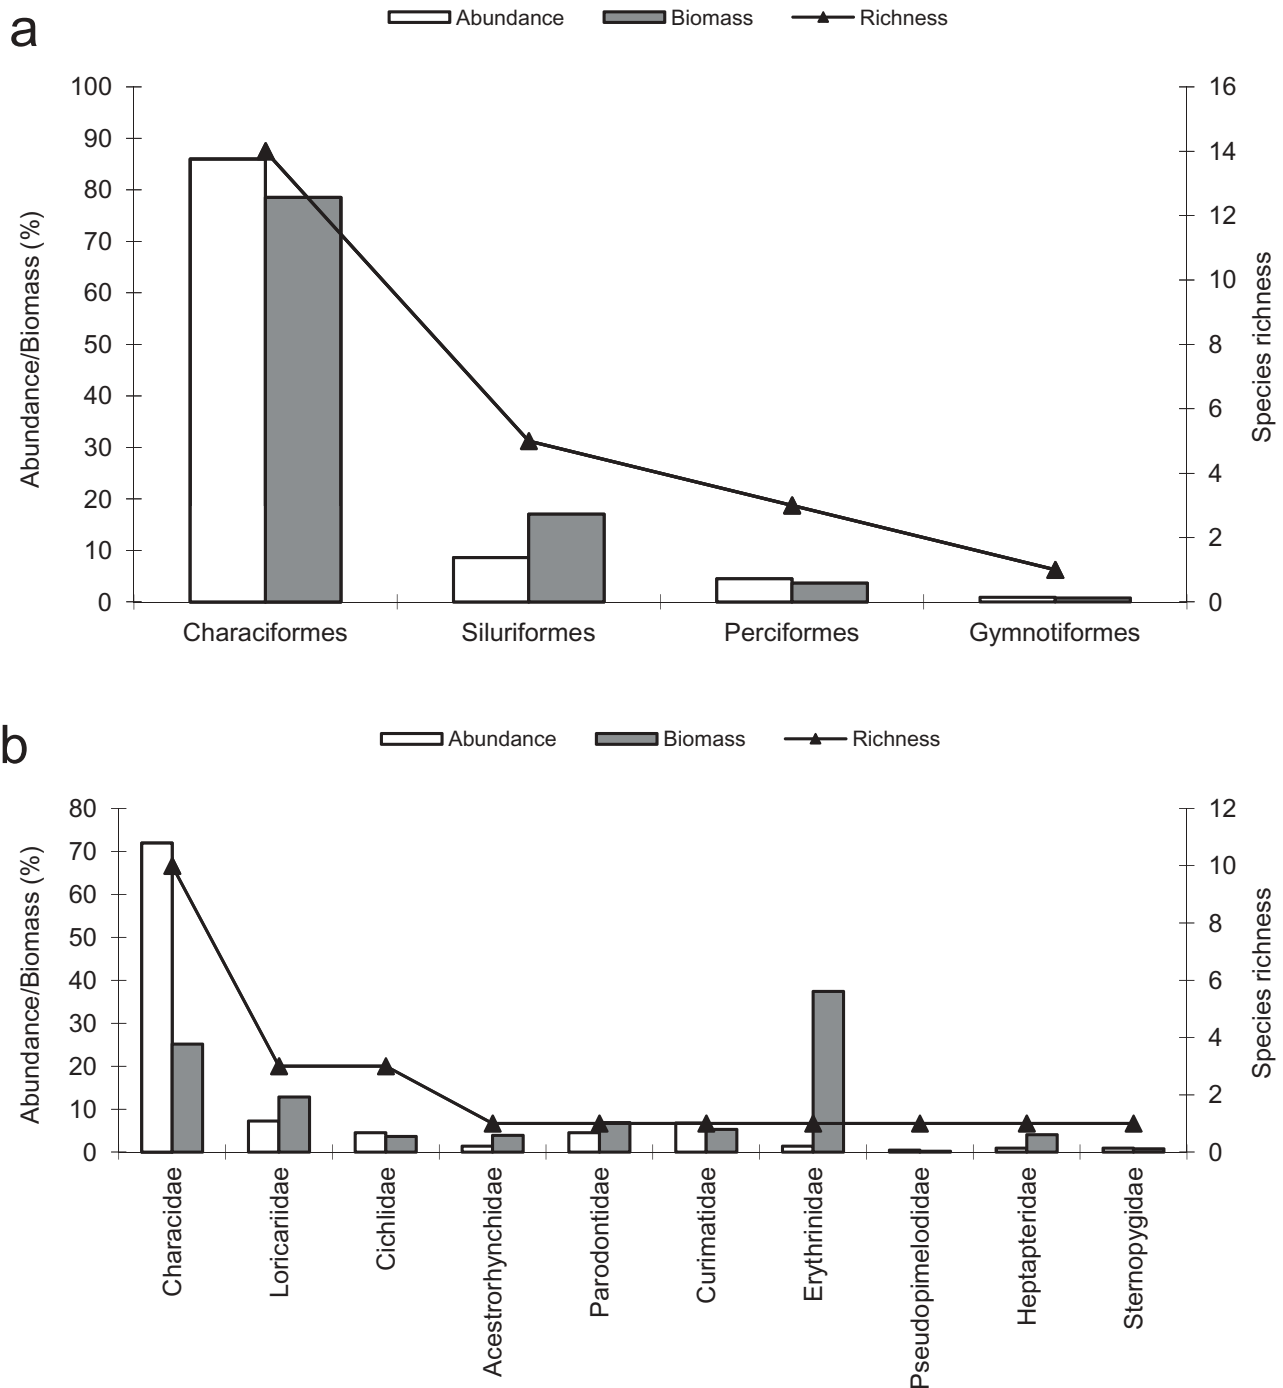 a
Abundance Biomass Richness
100 16
90 14
80 12
70 10
60 8
50 6
40 4
30 2
20 0
10
0
Abundance/Biomass (%)
Species richness
Characiformes Siluriformes Perciformes Gymnotiformes
b
Abundance Biomass Richness
80 12
70 10
60 8
50 6
40 4
30 2
20 0
10
0
Abundance/Biomass (%)
Species richness
Characidae
Loricariidae
Cichlidae
Acestrorhynchidae
Parodontidae
Curimatidae
Erythrinidae
Pseudopimelodidae
Heptapteridae
Sternopygidae